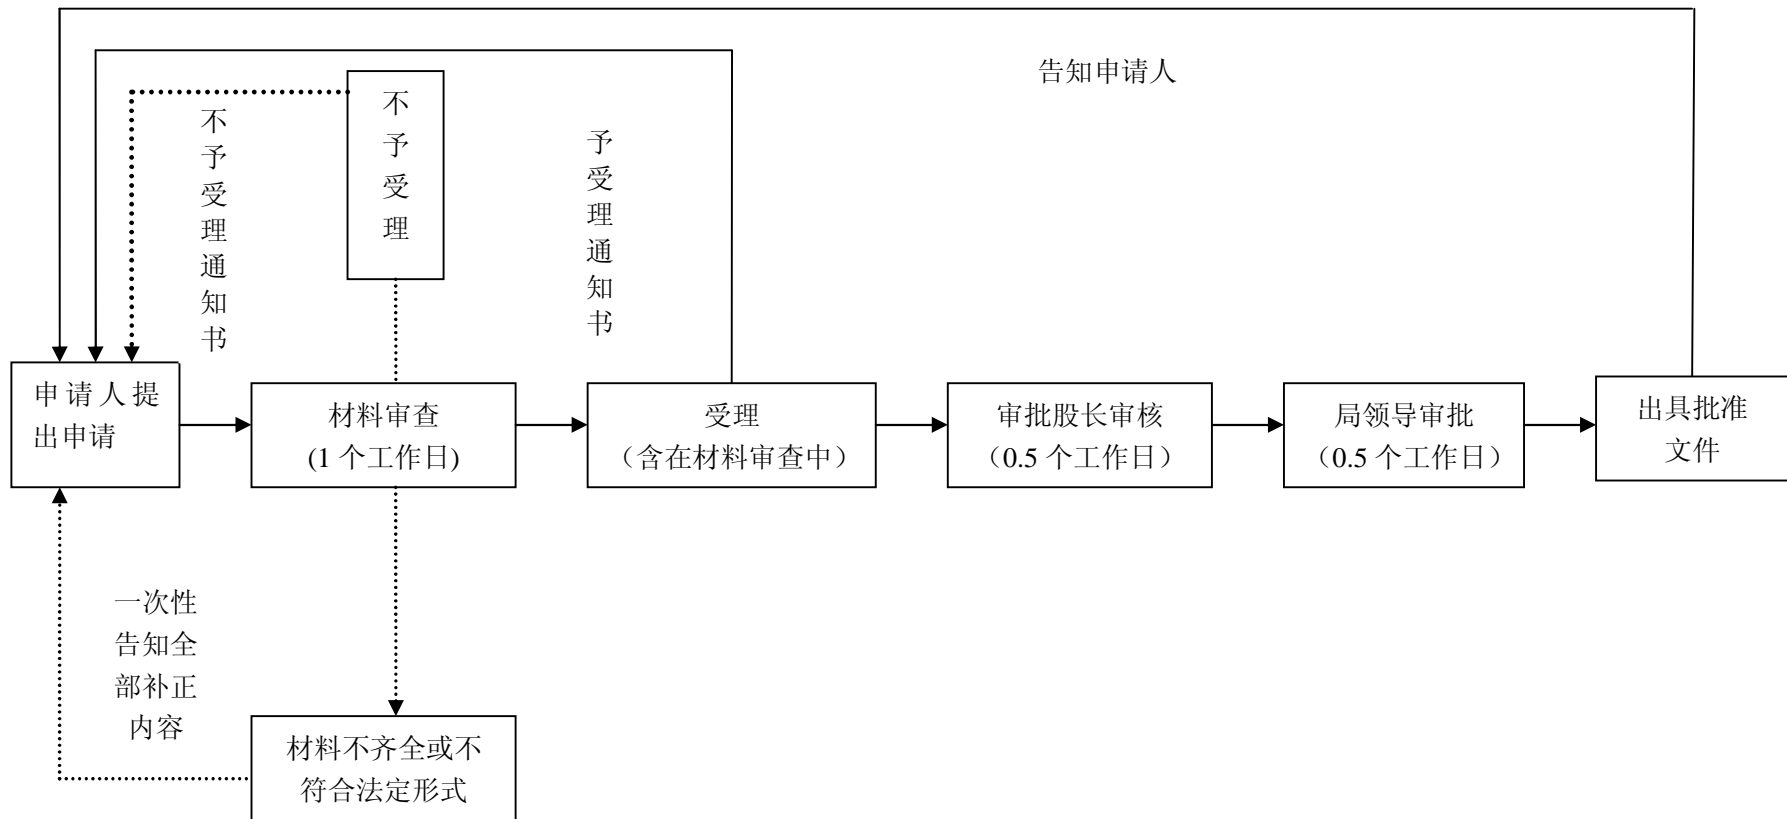 告知申请人
不予受理
不予受理通知书
予受理通知书
申请人提
出申请
材料审查
(1 个工作日)
受理
（含在材料审查中）
审批股长审核
（0.5 个工作日）
局领导审批
（0.5 个工作日）
出具批准
文件
一次性
告知全
部补正
内容
材料不齐全或不
符合法定形式